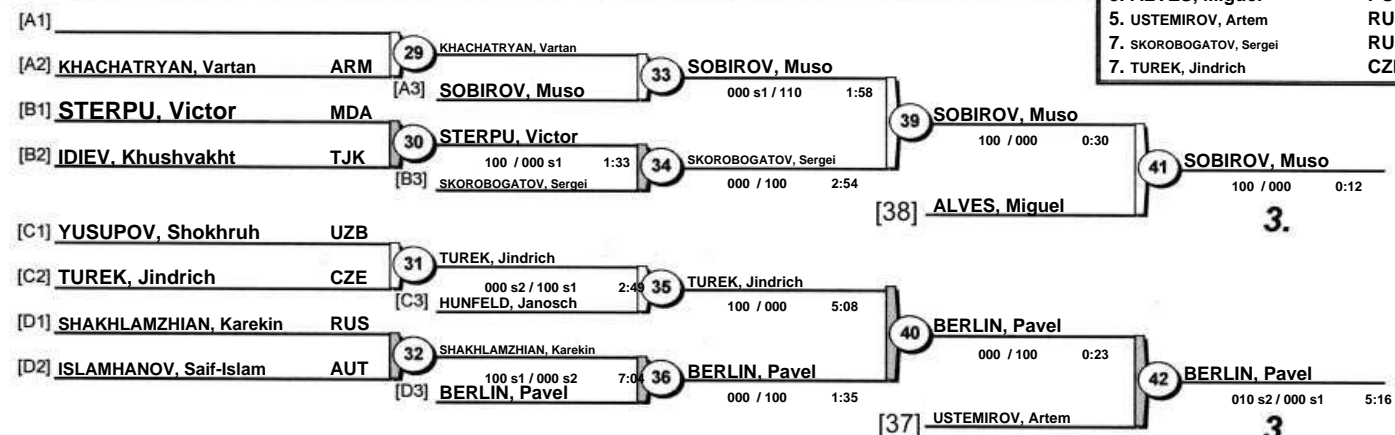 5. USTEMIROV, Artem RU
7. SKOROBOGATOV, Sergei RU
7. TUREK, Jindrich
[A1]
[A2] KHACHATRYAN, Vartan ARM
29
KHACHATRYAN, Vartan
[A3] SOBIROV, Muso
33
SOBIROV, Muso
000 s1 / 110 1:58
[B1] STERPU, Victor MDA
[B2] IDIEV, Khushvakht TJK
30
STERPU, Victor
100 / 000 s1 1:33
[B3] SKOROBOGATOV, Sergei
34
SKOROBOGATOV, Sergei
000 / 100 2:54
39
SOBIROV, Muso
100 / 000 0:30
[38] ALVES, Miguel
41
SOBIROV, Muso
100 / 000 0:12
3.
[C1] YUSUPOV, Shokhruh UZB
[C2] TUREK, Jindrich CZE
31
TUREK, Jindrich
000 s2 / 100 s1 2:49
[C3] HUNFELD, Janosch
35
TUREK, Jindrich
100 / 000 5:08
[D1] SHAKHLAMZHIAN, Karekin RUS
[D2] ISLAMHANOV, Saif-Islam AUT
32
SHAKHLAMZHIAN, Karekin
100 s1 / 000 s2 7:04
[D3] BERLIN, Pavel
36
BERLIN, Pavel
000 / 100 1:35
40
BERLIN, Pavel
000 / 100 0:23
[37] USTEMIROV, Artem
42
BERLIN, Pavel
010 s2 / 000 s1 5:16
3